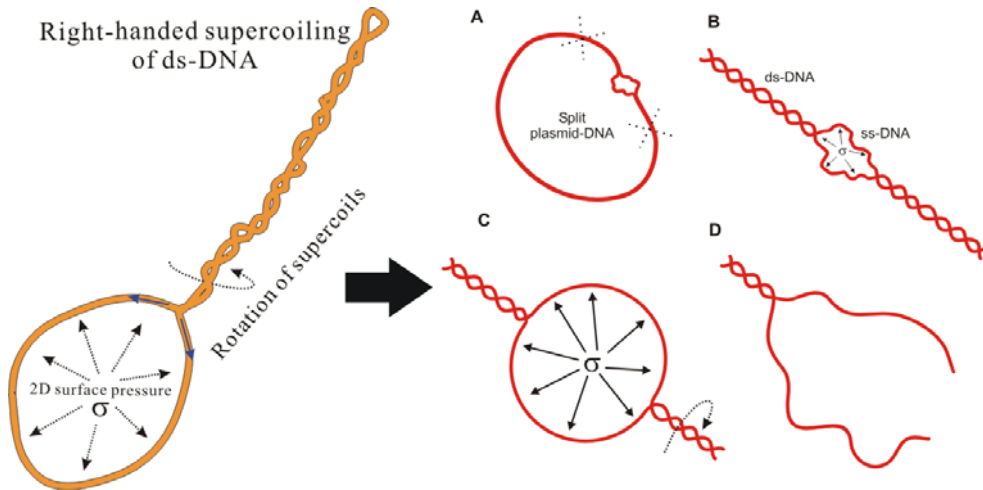 Right-handed supercoiling
of ds-DNA
Rotation of supercoils
2D surface pressure
σ
A
Split
plasmid-DNA
B
ds-DNA
ss-DNA
σ
C
σ
D